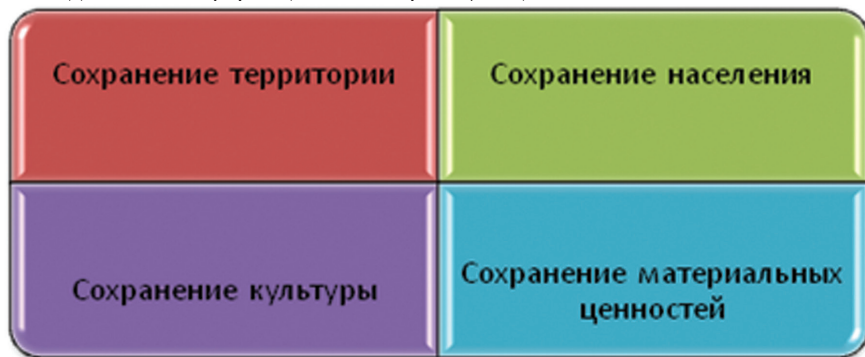 Сохранение территории
Сохранение населения
Сохранение культуры
Сохранение материальных
ценностей